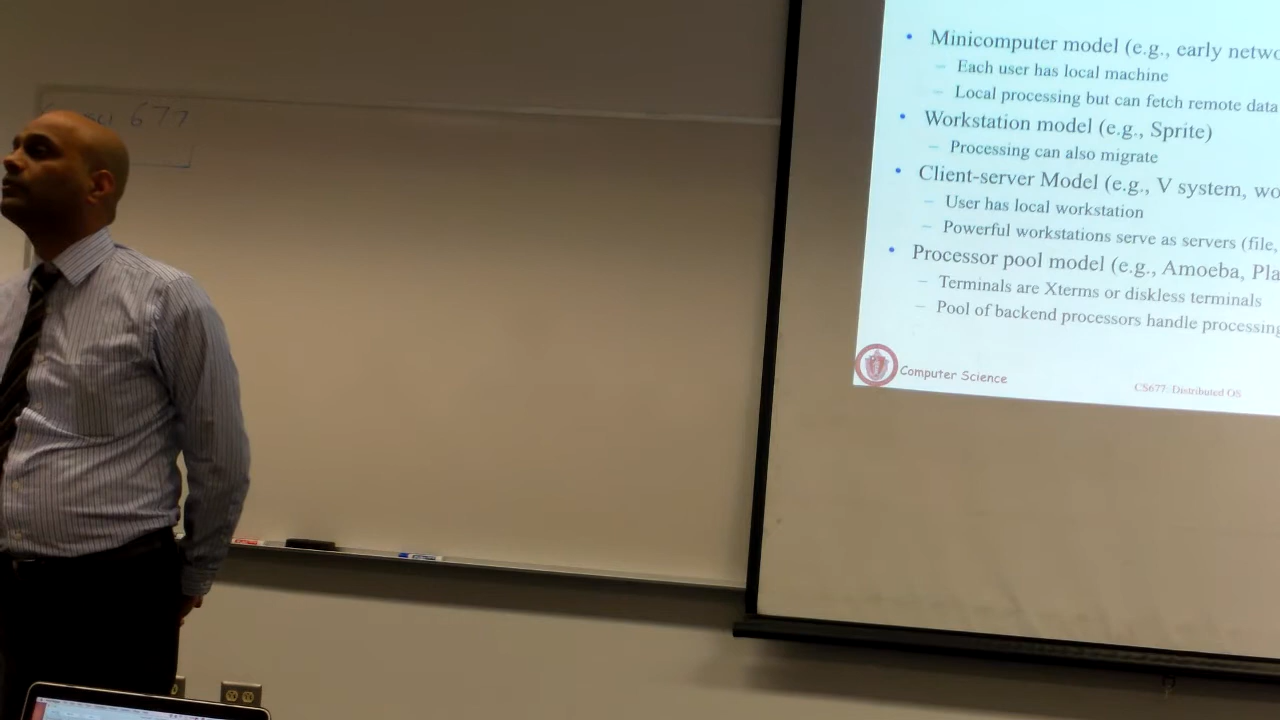 677
• Minicomputer model (e.g., early netwo
– Each user has local machine
– Local processing but can fetch remote data
• Workstation model (e.g., Sprite)
– Processing can also migrate
• Client-server Model (e.g., V system, wo
– User has local workstation
– Powerful workstations serve as servers (file,
• Processor pool model (e.g., Amoeba, Pla
– Terminals are Xterms or diskless terminals
– Pool of backend processors handle processing
Computer Science
CS677: Distributed OS